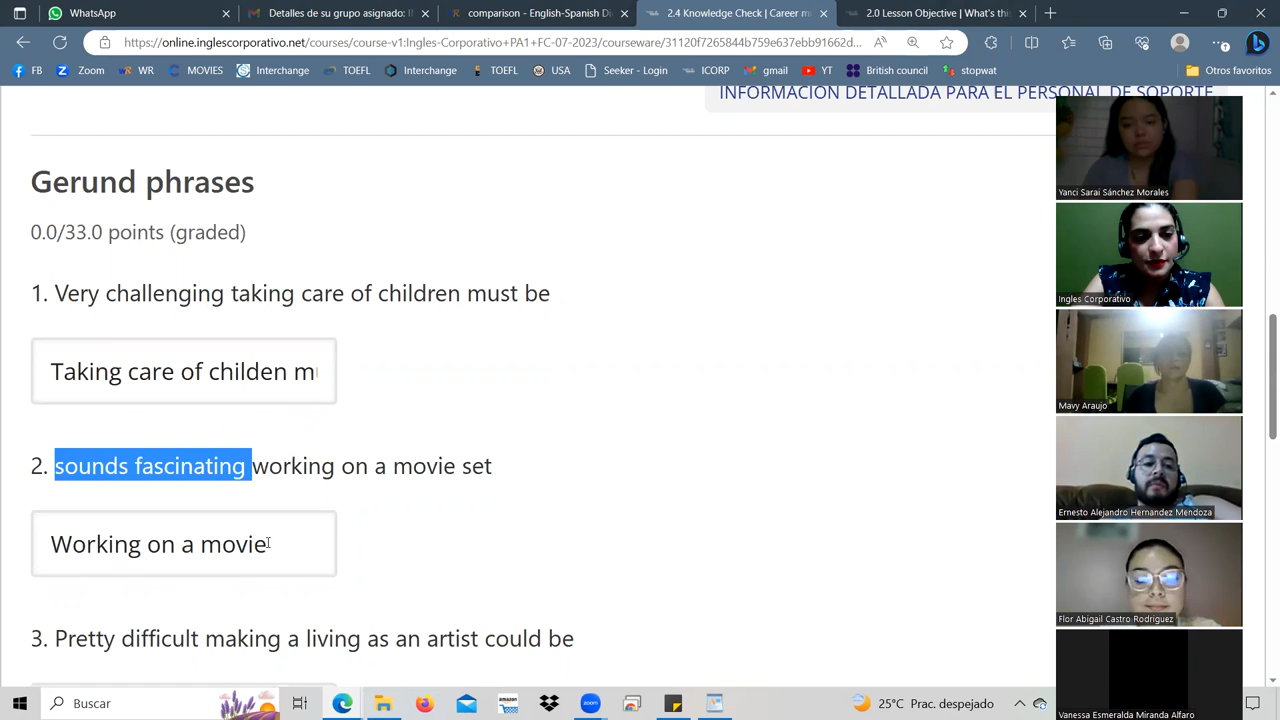 WhatsApp
Detalles de su grupo asignado: I
comparison - English-Spanish Di
2.4 Knowledge Check | Career m
2.0 Lesson Objective | What's thi
https://online.inglescorporativo.net/courses/course-v1:Ingles-Corporativo+PA1+FC-07-2023/courseware/31120f7265844b759e637ebb91662d...
FB
Zoom
WR
MOVIES
Interchange
TOEFL
Interchange
TOEFL
USA
Seeker - Login
ICORP
gmail
YT
British council
stopwat
Otros favoritos
INFORMACIÓN DETALLADA PARA EL PERSONAL DE SOPORTE
Gerund phrases
0.0/33.0 points (graded)
1. Very challenging taking care of children must be
Taking care of childen mu
2. sounds fascinating working on a movie set
Working on a movie
3. Pretty difficult making a living as an artist could be
Yanci Sarai Sánchez Morales
Ingles Corporativo
Mavy Araujo
Ernesto Alejandro Hernandez Mendoza
Flor Abigail Castro Rodriguez
Vanessa Esmeralda Miranda Alfaro
Buscar
25°C Prac. despejado